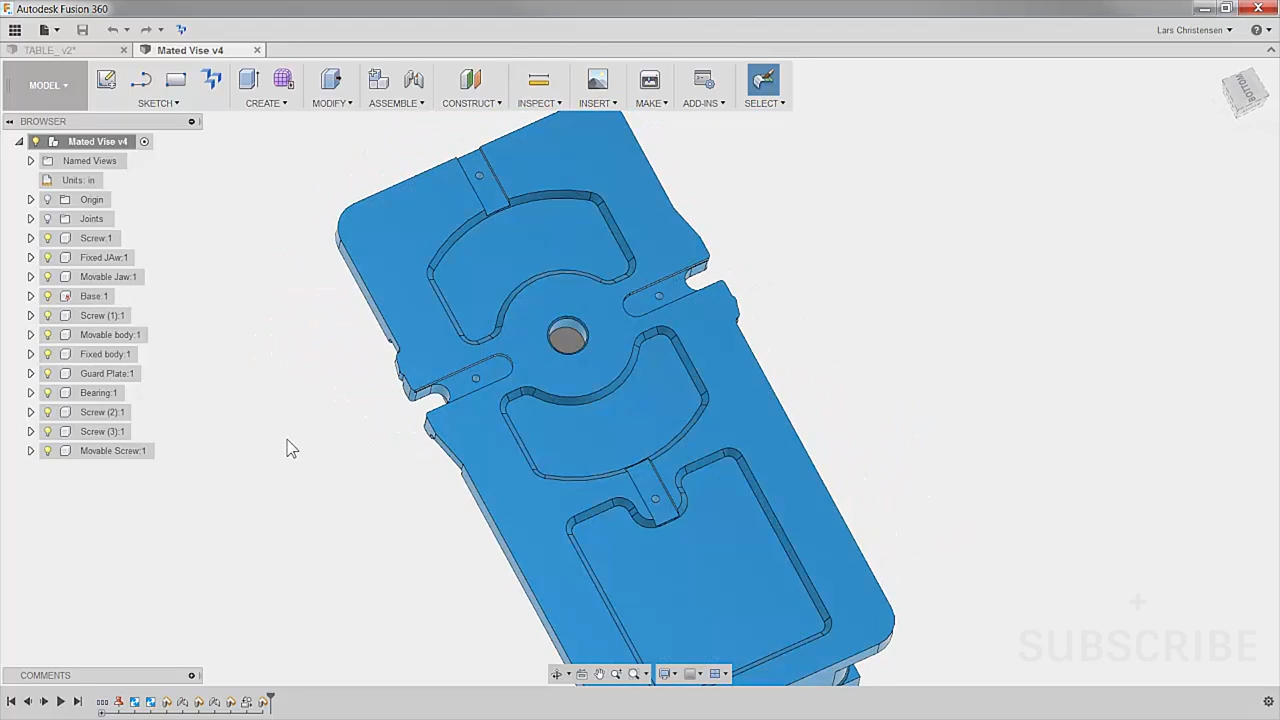 Autodesk Fusion 360
Lars Christensen
TABLE_ v2*
Mated Vise v4
MODEL
SKETCH
CREATE
MODIFY
ASSEMBLE
CONSTRUCT
INSPECT
INSERT
MAKE
ADD-INS
SELECT
BOTTOM
BROWSER
Mated Vise v4
Named Views
Units: in
Origin
Joints
Screw:1
Fixed JAw:1
Movable Jaw:1
Base:1
Screw (1):1
Movable body:1
Fixed body:1
Guard Plate:1
Bearing:1
Screw (2):1
Screw (3):1
Movable Screw:1
SUBSCRIBE
COMMENTS